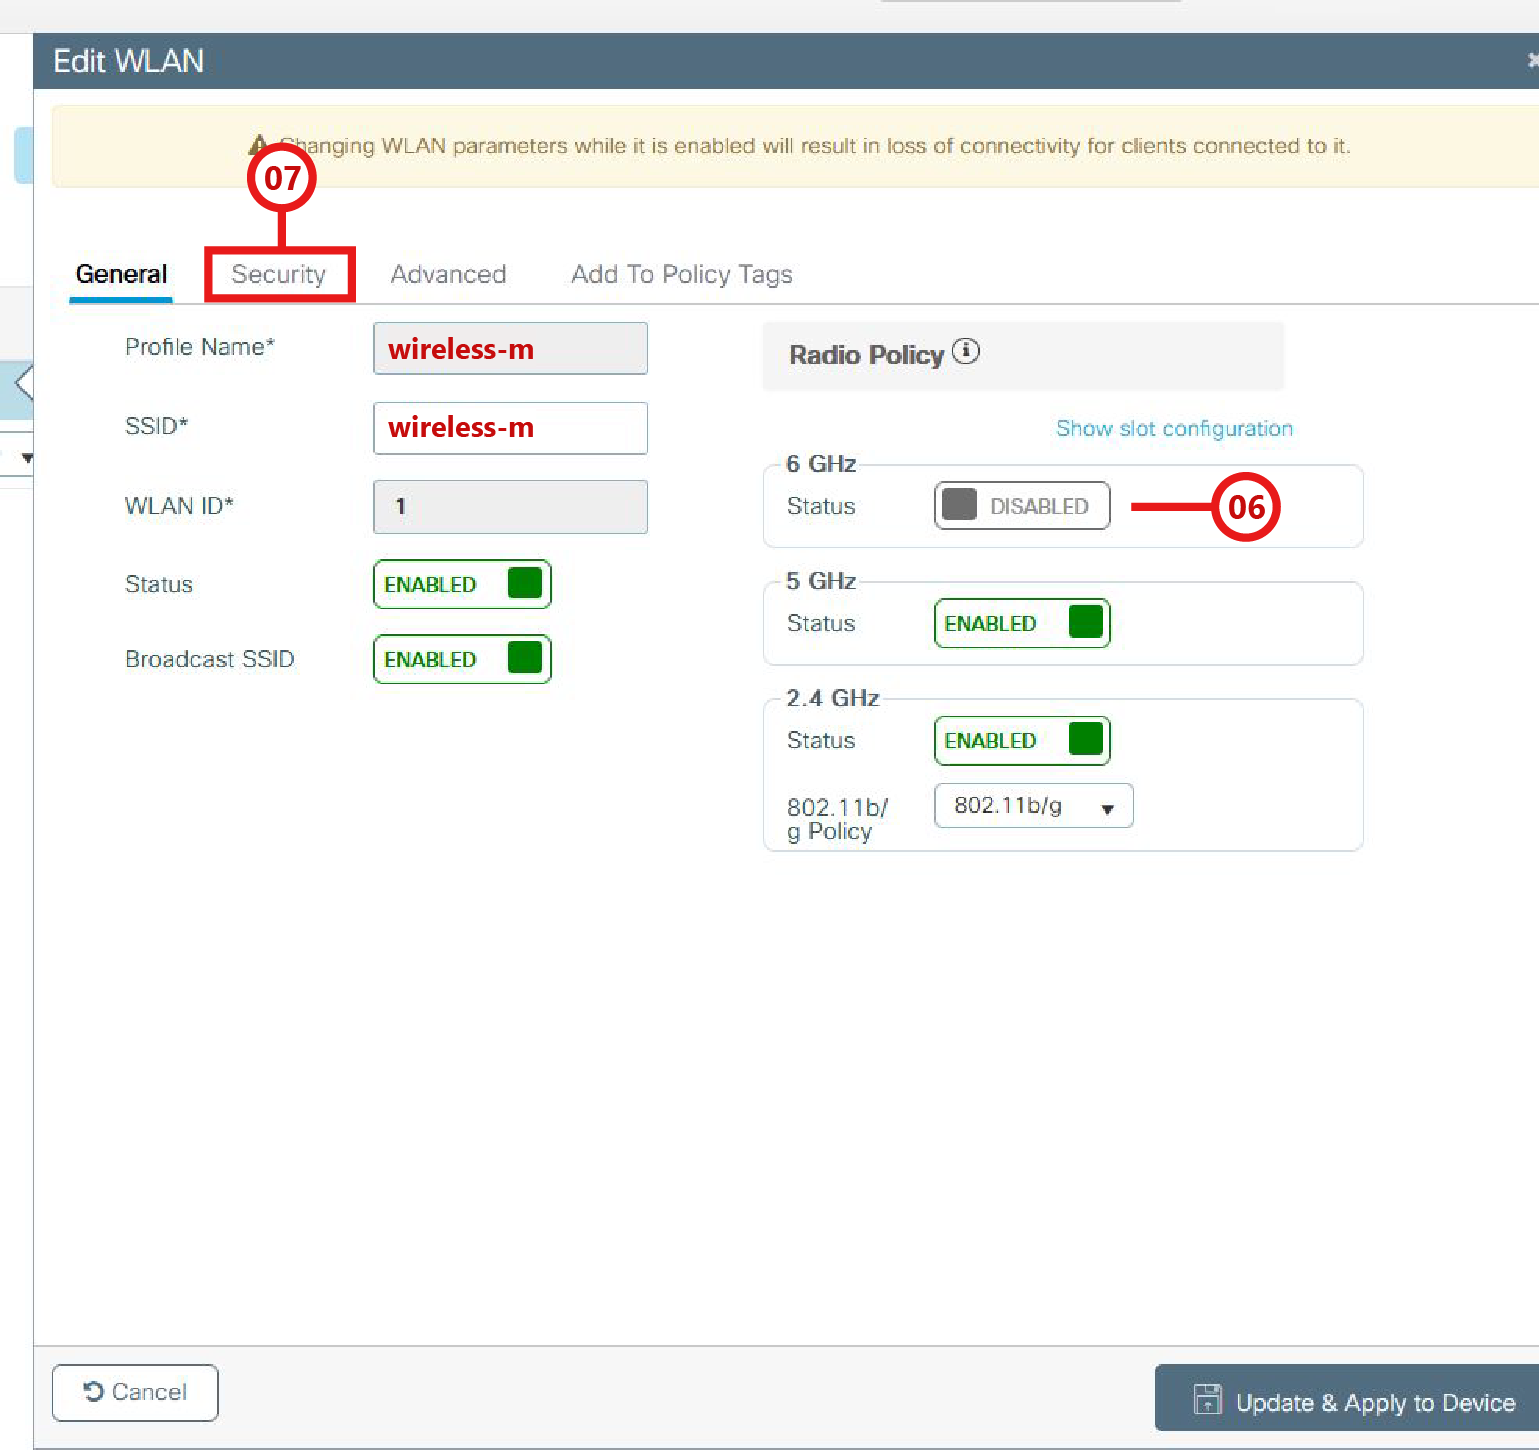 Edit WLAN
Changing WLAN parameters while it is enabled will result in loss of connectivity for clients connected to it.
07
General Security Advanced Add To Policy Tags
Profile Name* wireless-m
SSID* wireless-m
WLAN ID* 1
Status ENABLED
Broadcast SSID ENABLED
Radio Policy
Show slot configuration
6 GHz
Status DISABLED 06
5 GHz
Status ENABLED
2.4 GHz
Status ENABLED
802.11b/
g Policy
802.11b/g
Cancel
Update & Apply to Device